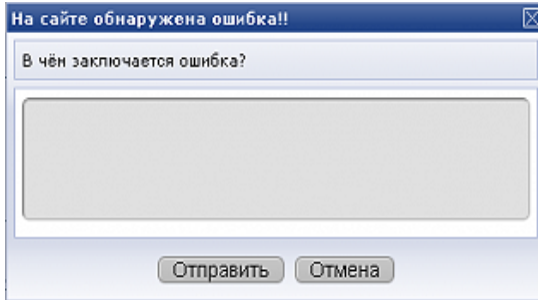 На сайте обнаружена ошибка!!
В чём заключается ошибка?
Отправить Отмена